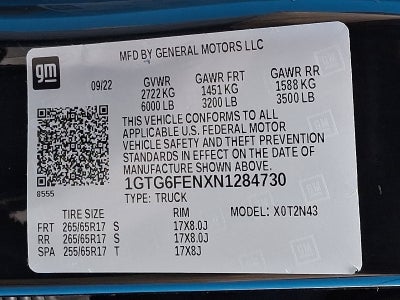 gm
MFD BY GENERAL MOTORS LLC
09/22
GVWR GAWR FRT GAWR RR
2722 KG 1451 KG 1588 KG
6000 LB 3200 LB 3500 LB
THIS VEHICLE CONFORMS TO ALL
APPLICABLE U.S. FEDERAL MOTOR
VEHICLE SAFETY AND THEFT PREVENTION
STANDARDS IN EFFECT ON THE DATE OF
MANUFACTURE SHOWN ABOVE.
8555
1GTG6FENXN1284730
TYPE: TRUCK
TIRE SIZE RIM MODEL: X0T2N43
FRT 265/65R17 S 17X8.0J
RR 265/65R17 S 17X8.0J
SPA 255/65R17 T 17X8J